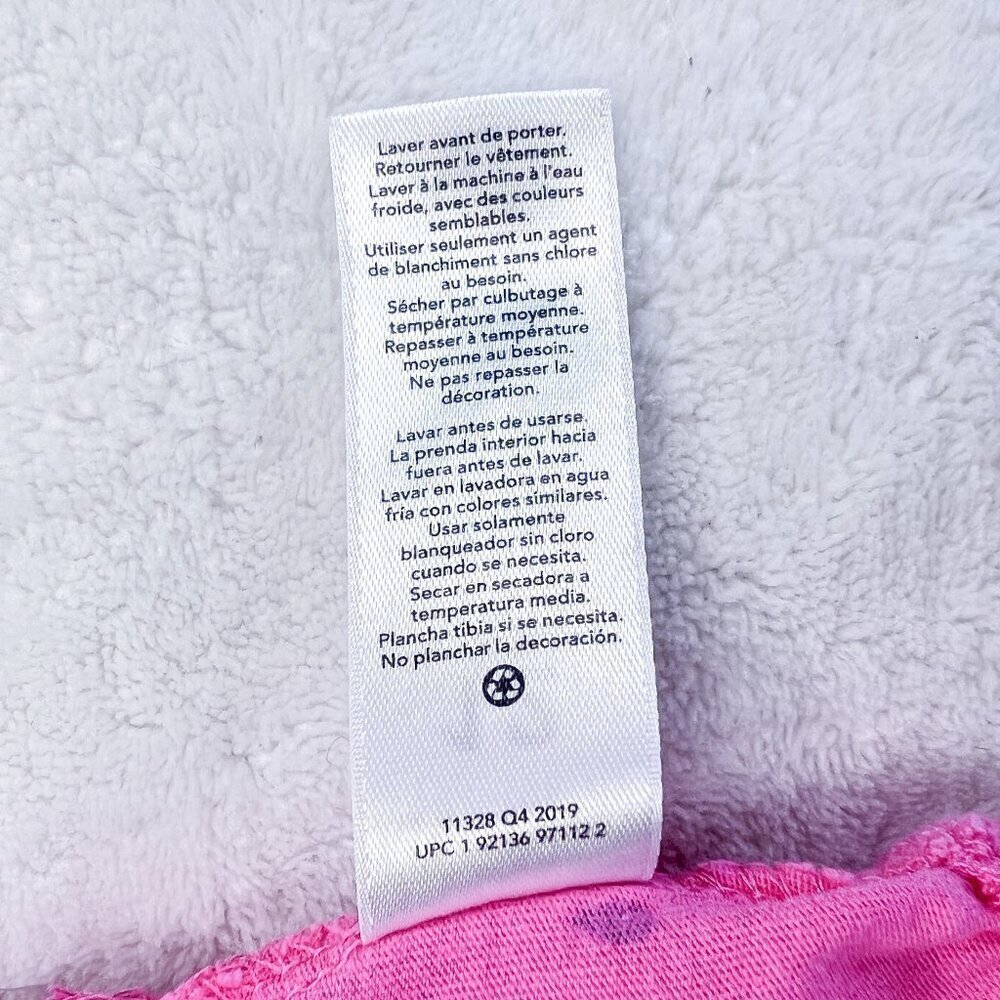 Laver avant de porter.
Retourner le vêtement.
Laver à la machine à l'eau
froide, avec des couleurs
semblables.
Utiliser seulement un agent
de blanchiment sans chlore
au besoin.
Sécher par culbutage à
température moyenne.
Repasser à température
moyenne au besoin.
Ne pas repasser la
décoration.
Lavar antes de usarse.
La prenda interior hacia
fuera antes de lavar.
Lavar en lavadora en agua
fría con colores similares.
Usar solamente
blanqueador sin cloro
cuando se necesita.
Secar en secadora a
temperatura media.
Plancha tibia si se necesita.
No planchar la decoración.
11328 Q4 2019
UPC 1 92136 97112 2